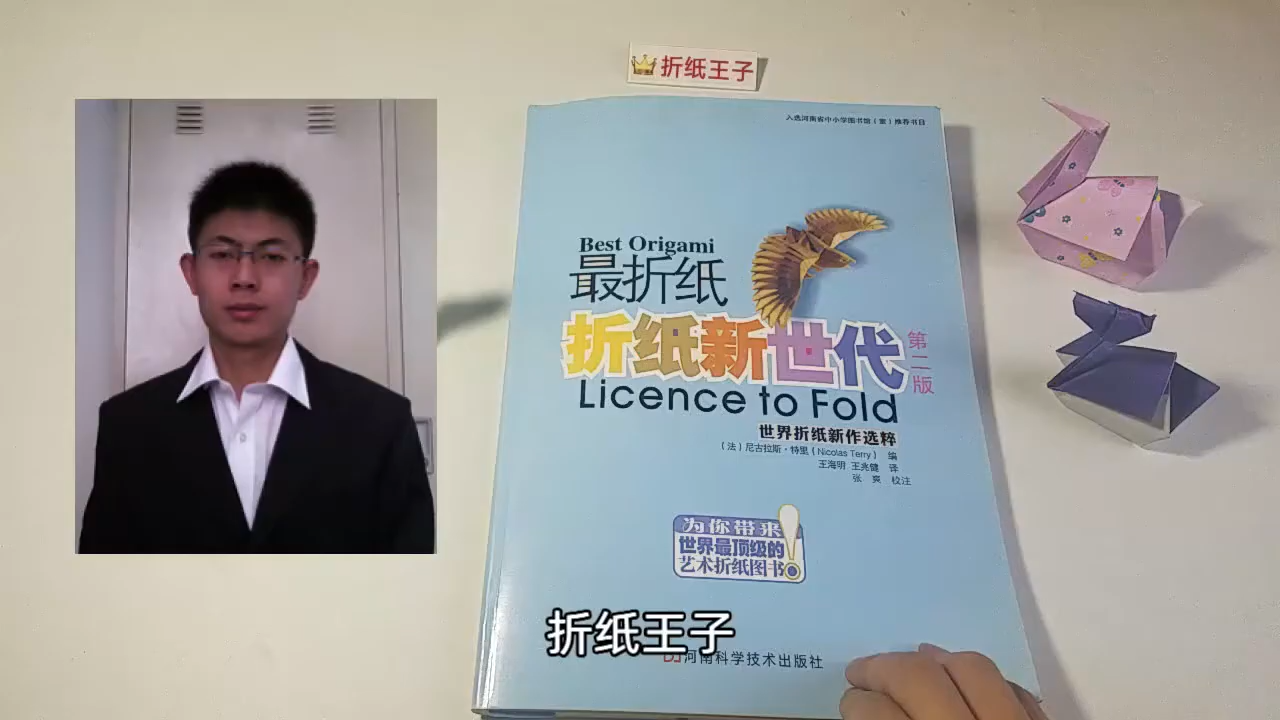 折纸王子
入选河南省中小学图书馆（室）推荐书目
Best Origami
最折纸
折纸新世代
第二版
Licence to Fold
世界折纸新作选粹
（法）尼古拉斯·特里（Nicolas Terry） 编
王海明 王兆健 译
张 爽 校注
为你带来
世界最顶级的
艺术折纸图书!
折纸王子
河南科学技术出版社